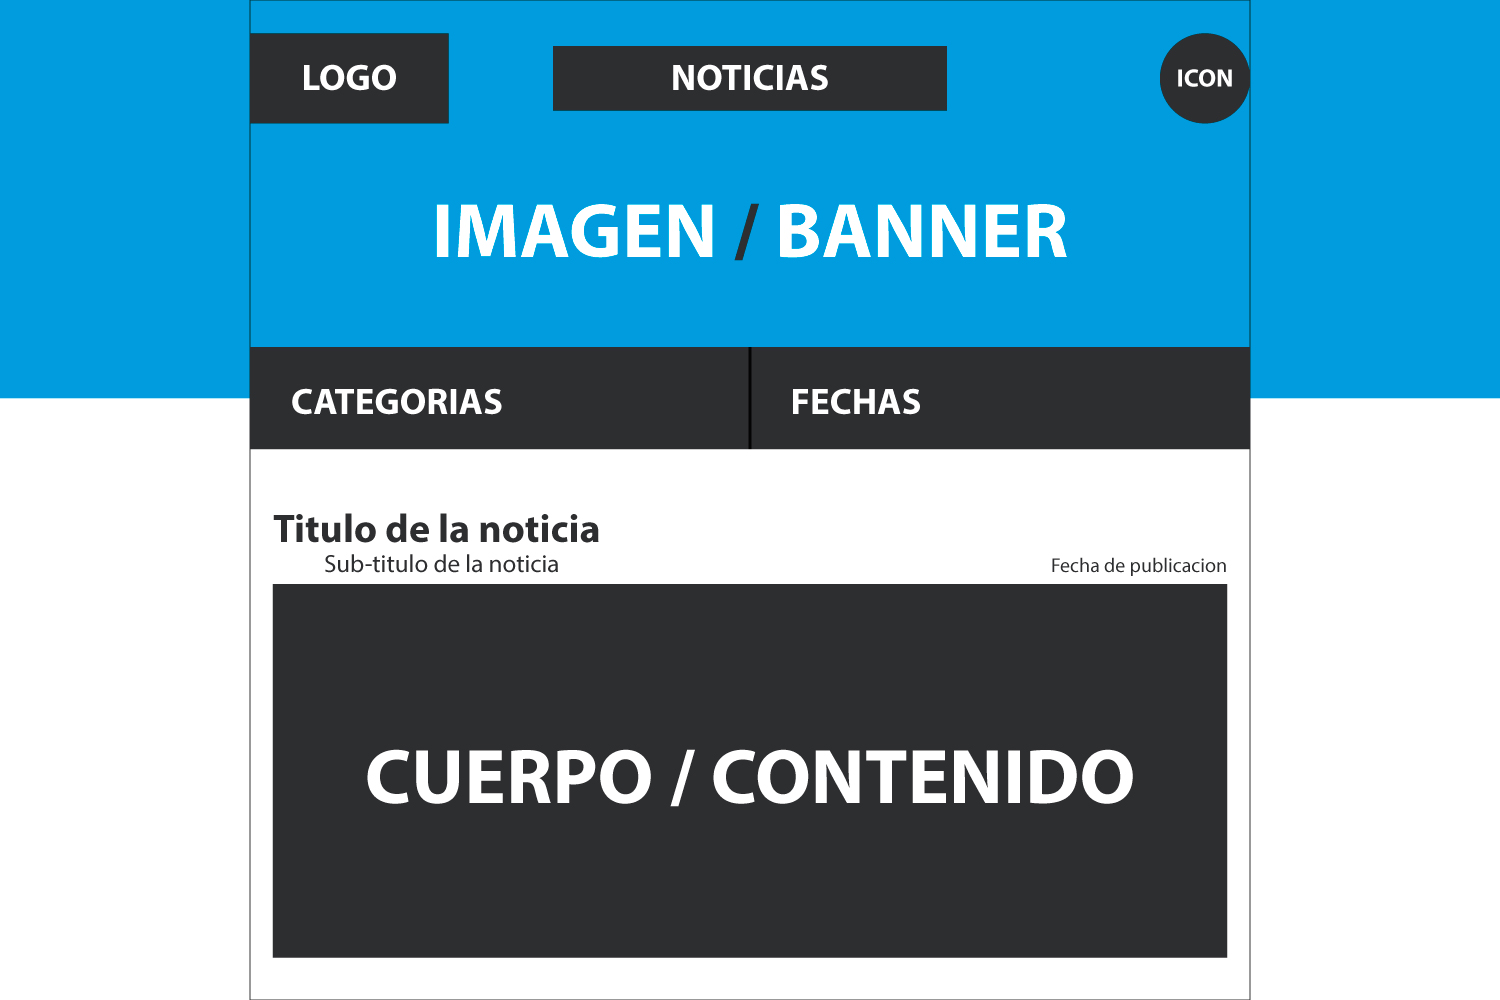 LOGO
NOTICIAS
ICON
IMAGEN / BANNER
CATEGORIAS
FECHAS
Titulo de la noticia
Sub-titulo de la noticia
Fecha de publicacion
CUERPO / CONTENIDO